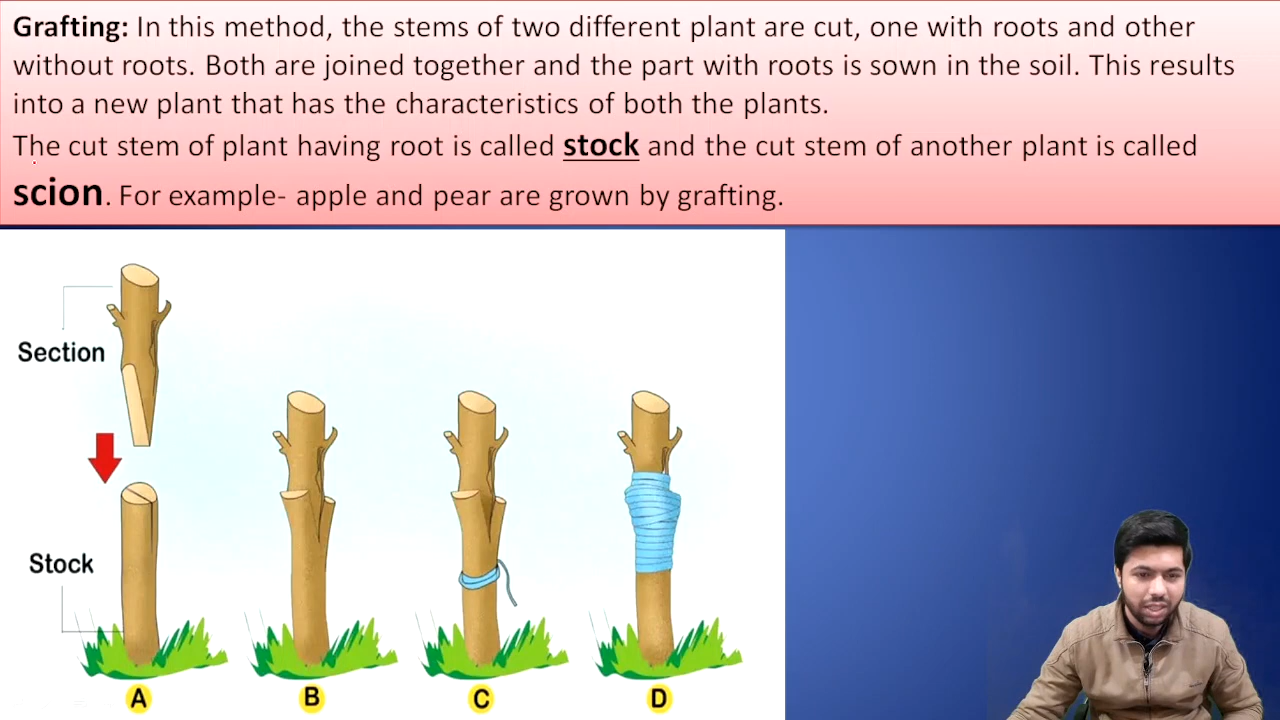 Grafting: In this method, the stems of two different plant are cut, one with roots and other
without roots. Both are joined together and the part with roots is sown in the soil. This results
into a new plant that has the characteristics of both the plants.
The cut stem of plant having root is called stock and the cut stem of another plant is called
scion. For example- apple and pear are grown by grafting.
Section
Stock
A
B
C
D